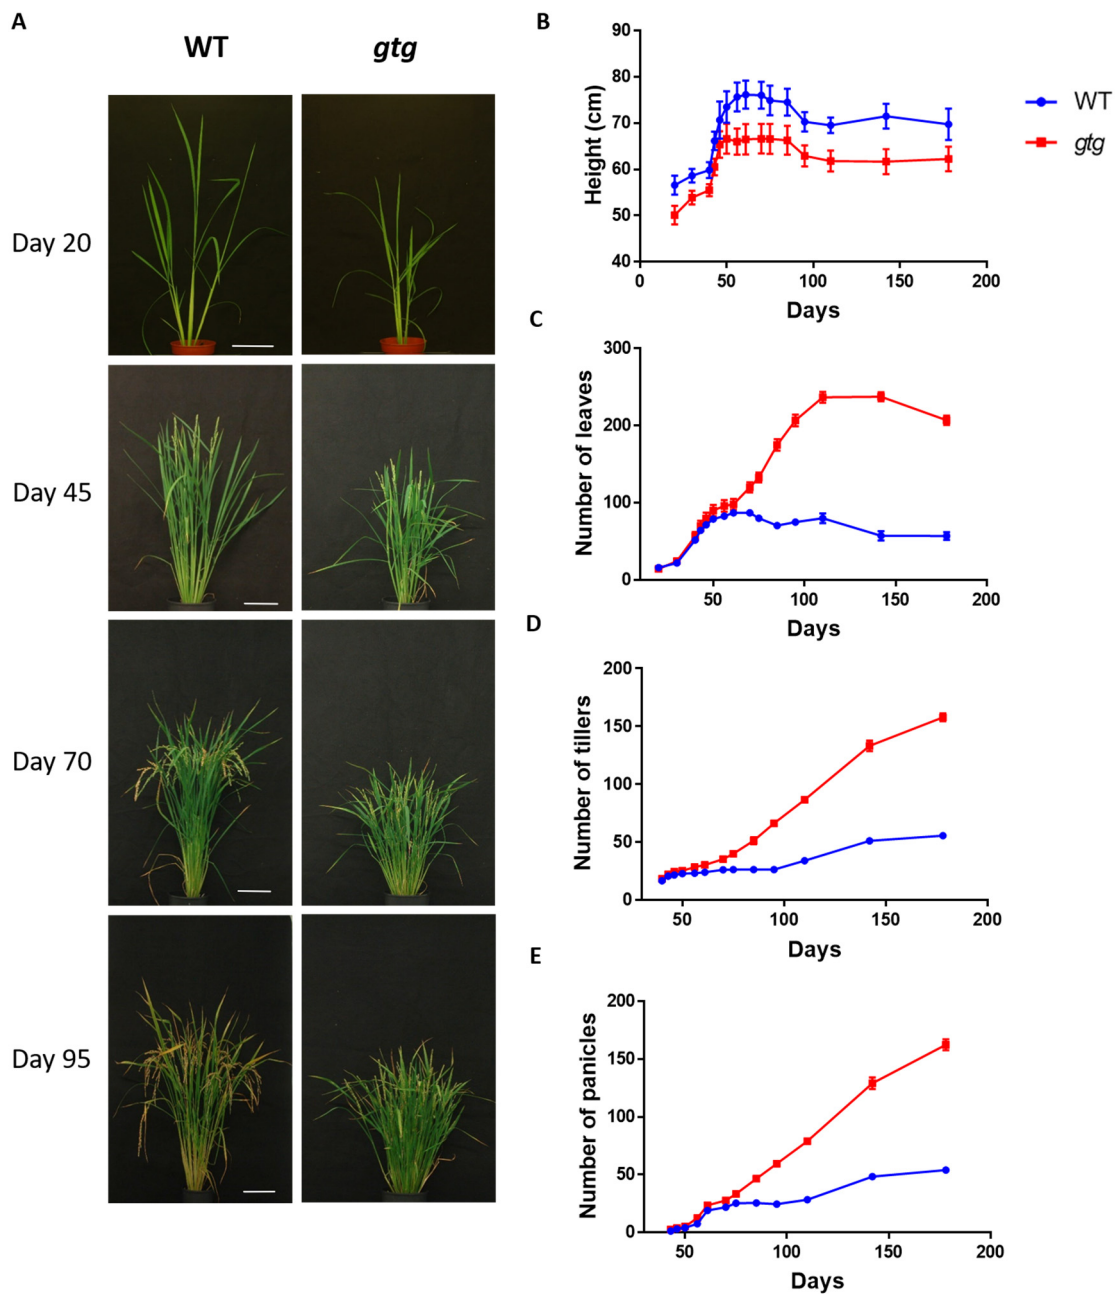 A
WT
gtg
Day 20
Day 45
Day 70
Day 95
B
90
80
70
60
50
40
Height (cm)
0
50
100
150
200
Days
WT
gtg
C
300
200
100
0
Number of leaves
50
100
150
200
Days
D
200
150
100
50
0
Number of tillers
50
100
150
200
Days
E
200
150
100
50
0
Number of panicles
50
100
150
200
Days